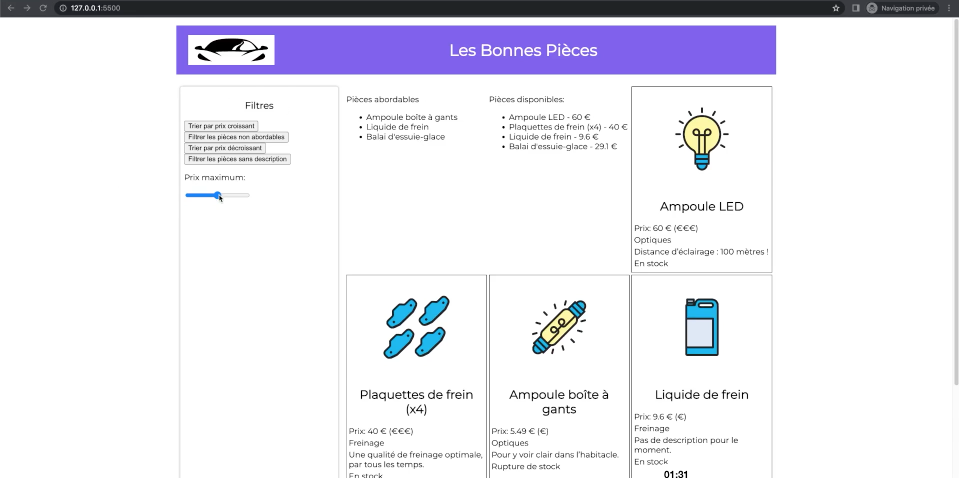 127.0.0.1:5500
Navigation privée
Les Bonnes Pièces
Filtres
Trier par prix croissant
Filtrer les pièces non abordables
Trier par prix décroissant
Filtrer les pièces sans description
Prix maximum:
Pièces abordables
Ampoule boîte à gants
Liquide de frein
Balai d'essuie-glace
Pièces disponibles:
Ampoule LED - 60 €
Plaquettes de frein (x4) - 40 €
Liquide de frein - 9.6 €
Balai d'essuie-glace - 29.1 €
Ampoule LED
Prix: 60 € (€€€)
Optiques
Distance d'éclairage : 100 mètres !
En stock
Plaquettes de frein
(x4)
Prix: 40 € (€€€)
Freinage
Une qualité de freinage optimale,
par tous les temps.
En stock
Ampoule boîte à
gants
Prix: 5.49 € (€)
Optiques
Pour y voir clair dans l'habitacle.
Rupture de stock
Liquide de frein
Prix: 9.6 € (€)
Freinage
Pas de description pour le
moment.
En stock
01:31